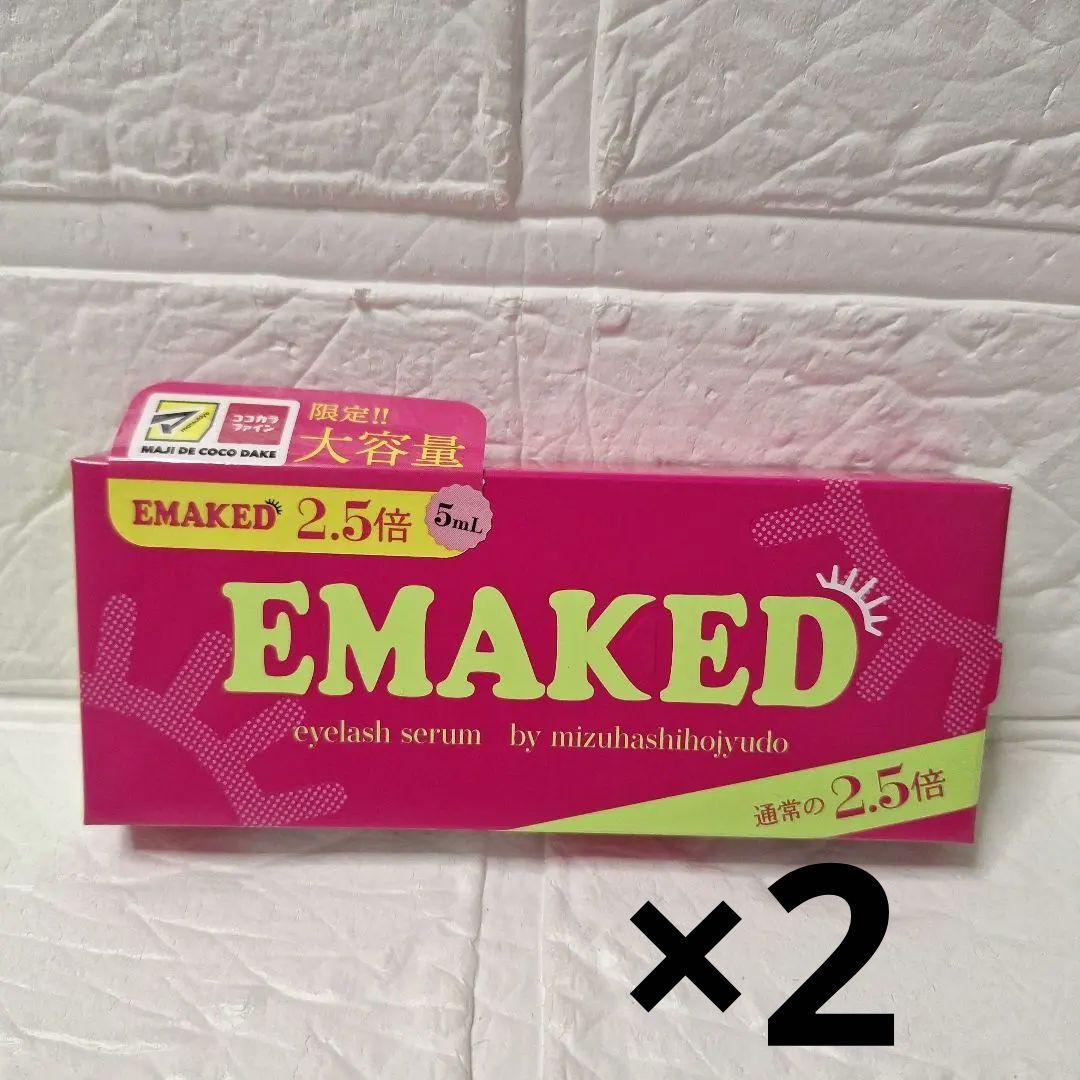 matsukiyo
ココカラ
ファイン
MAJI DE COCO DAKE
限定!!
大容量
EMAKED 2.5倍 5mL
EMAKED
eyelash serum by mizuhashihojyudo
通常の 2.5倍
×2